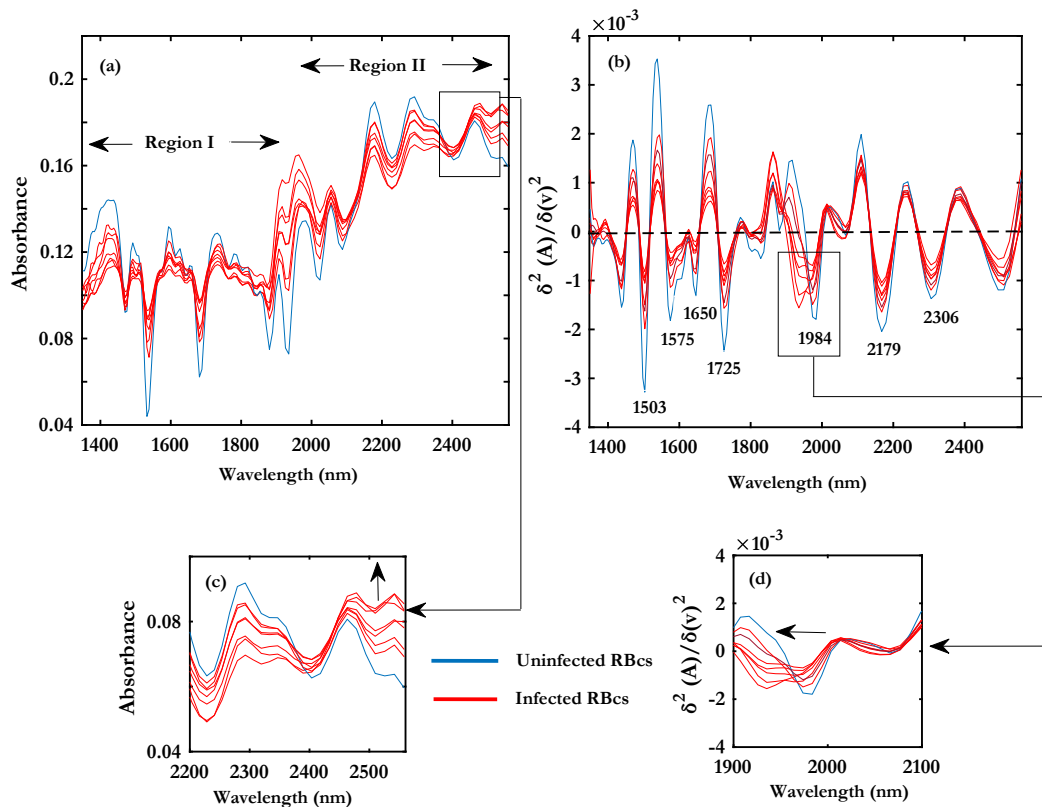 (a)
Region I
Region II
Absorbance
0.2
0.16
0.12
0.08
0.04
1400 1600 1800 2000 2200 2400
Wavelength (nm)
×10-3
(b)
δ2 (A)/δ(v)2
4
3
2
1
0
-1
-2
-3
-4
1503
1575
1650
1725
1984
2179
2306
1400 1600 1800 2000 2200 2400
Wavelength (nm)
(c)
Absorbance
0.08
0.04
2200 2300 2400 2500
Wavelength (nm)
Uninfected RBcs
Infected RBcs
×10-3
(d)
δ2 (A)/δ(v)2
4
2
0
-2
-4
1900 2000 2100
Wavelength (nm)